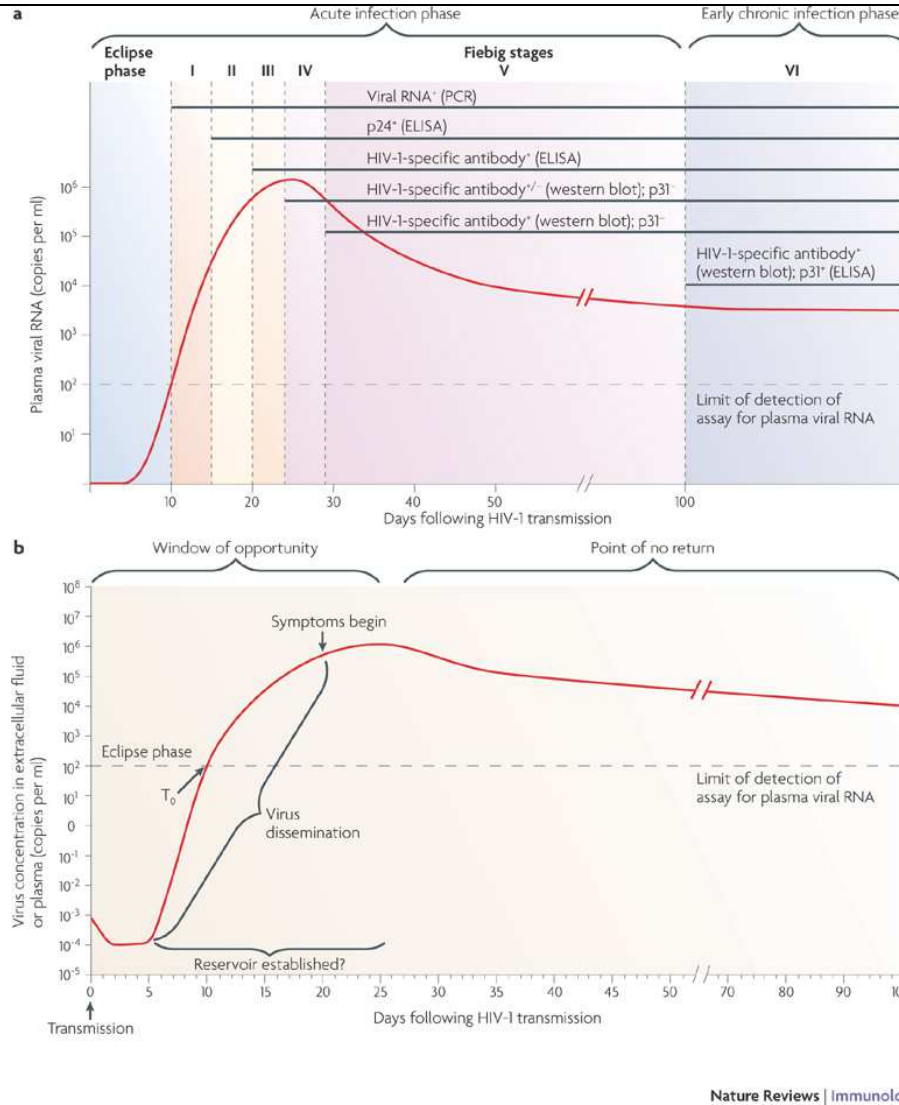 a
Acute infection phase
Early chronic infection phase
Eclipse
phase
Fiebig stages
I II III IV V VI
Viral RNA⁺ (PCR)
p24⁺ (ELISA)
HIV-1-specific antibody⁺ (ELISA)
HIV-1-specific antibody⁺/⁻ (western blot); p31⁻
HIV-1-specific antibody⁺ (western blot); p31⁻
HIV-1-specific antibody⁺
(western blot); p31⁺ (ELISA)
Plasma viral RNA (copies per ml)
10⁶
10⁵
10⁴
10³
10²
10¹
Limit of detection of
assay for plasma viral RNA
10 20 30 40 50 100
Days following HIV-1 transmission
b
Window of opportunity
Point of no return
Virus concentration in extracellular fluid
or plasma (copies per ml)
10⁸
10⁷
10⁶
10⁵
10⁴
10³
10²
10¹
0
10⁻¹
10⁻²
10⁻³
10⁻⁴
10⁻⁵
Symptoms begin
Eclipse phase
T₀
Virus
dissemination
Limit of detection of
assay for plasma viral RNA
Reservoir established?
0 5 10 15 20 25 30 35 40 45 50 70 80 90
Transmission
Days following HIV-1 transmission
Nature Reviews |